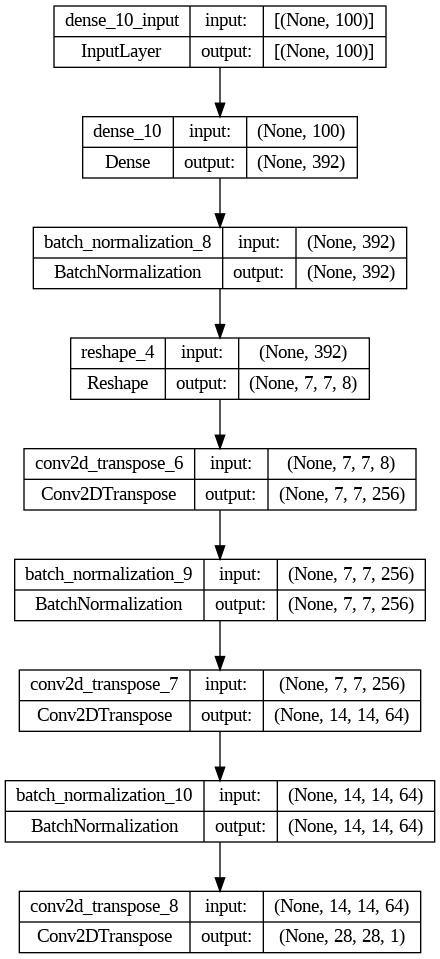 dense_10_input input: [(None, 100)]
InputLayer output: [(None, 100)]
dense_10 input: (None, 100)
Dense output: (None, 392)
batch_normalization_8 input: (None, 392)
BatchNormalization output: (None, 392)
reshape_4 input: (None, 392)
Reshape output: (None, 7, 7, 8)
conv2d_transpose_6 input: (None, 7, 7, 8)
Conv2DTranspose output: (None, 7, 7, 256)
batch_normalization_9 input: (None, 7, 7, 256)
BatchNormalization output: (None, 7, 7, 256)
conv2d_transpose_7 input: (None, 7, 7, 256)
Conv2DTranspose output: (None, 14, 14, 64)
batch_normalization_10 input: (None, 14, 14, 64)
BatchNormalization output: (None, 14, 14, 64)
conv2d_transpose_8 input: (None, 14, 14, 64)
Conv2DTranspose output: (None, 28, 28, 1)